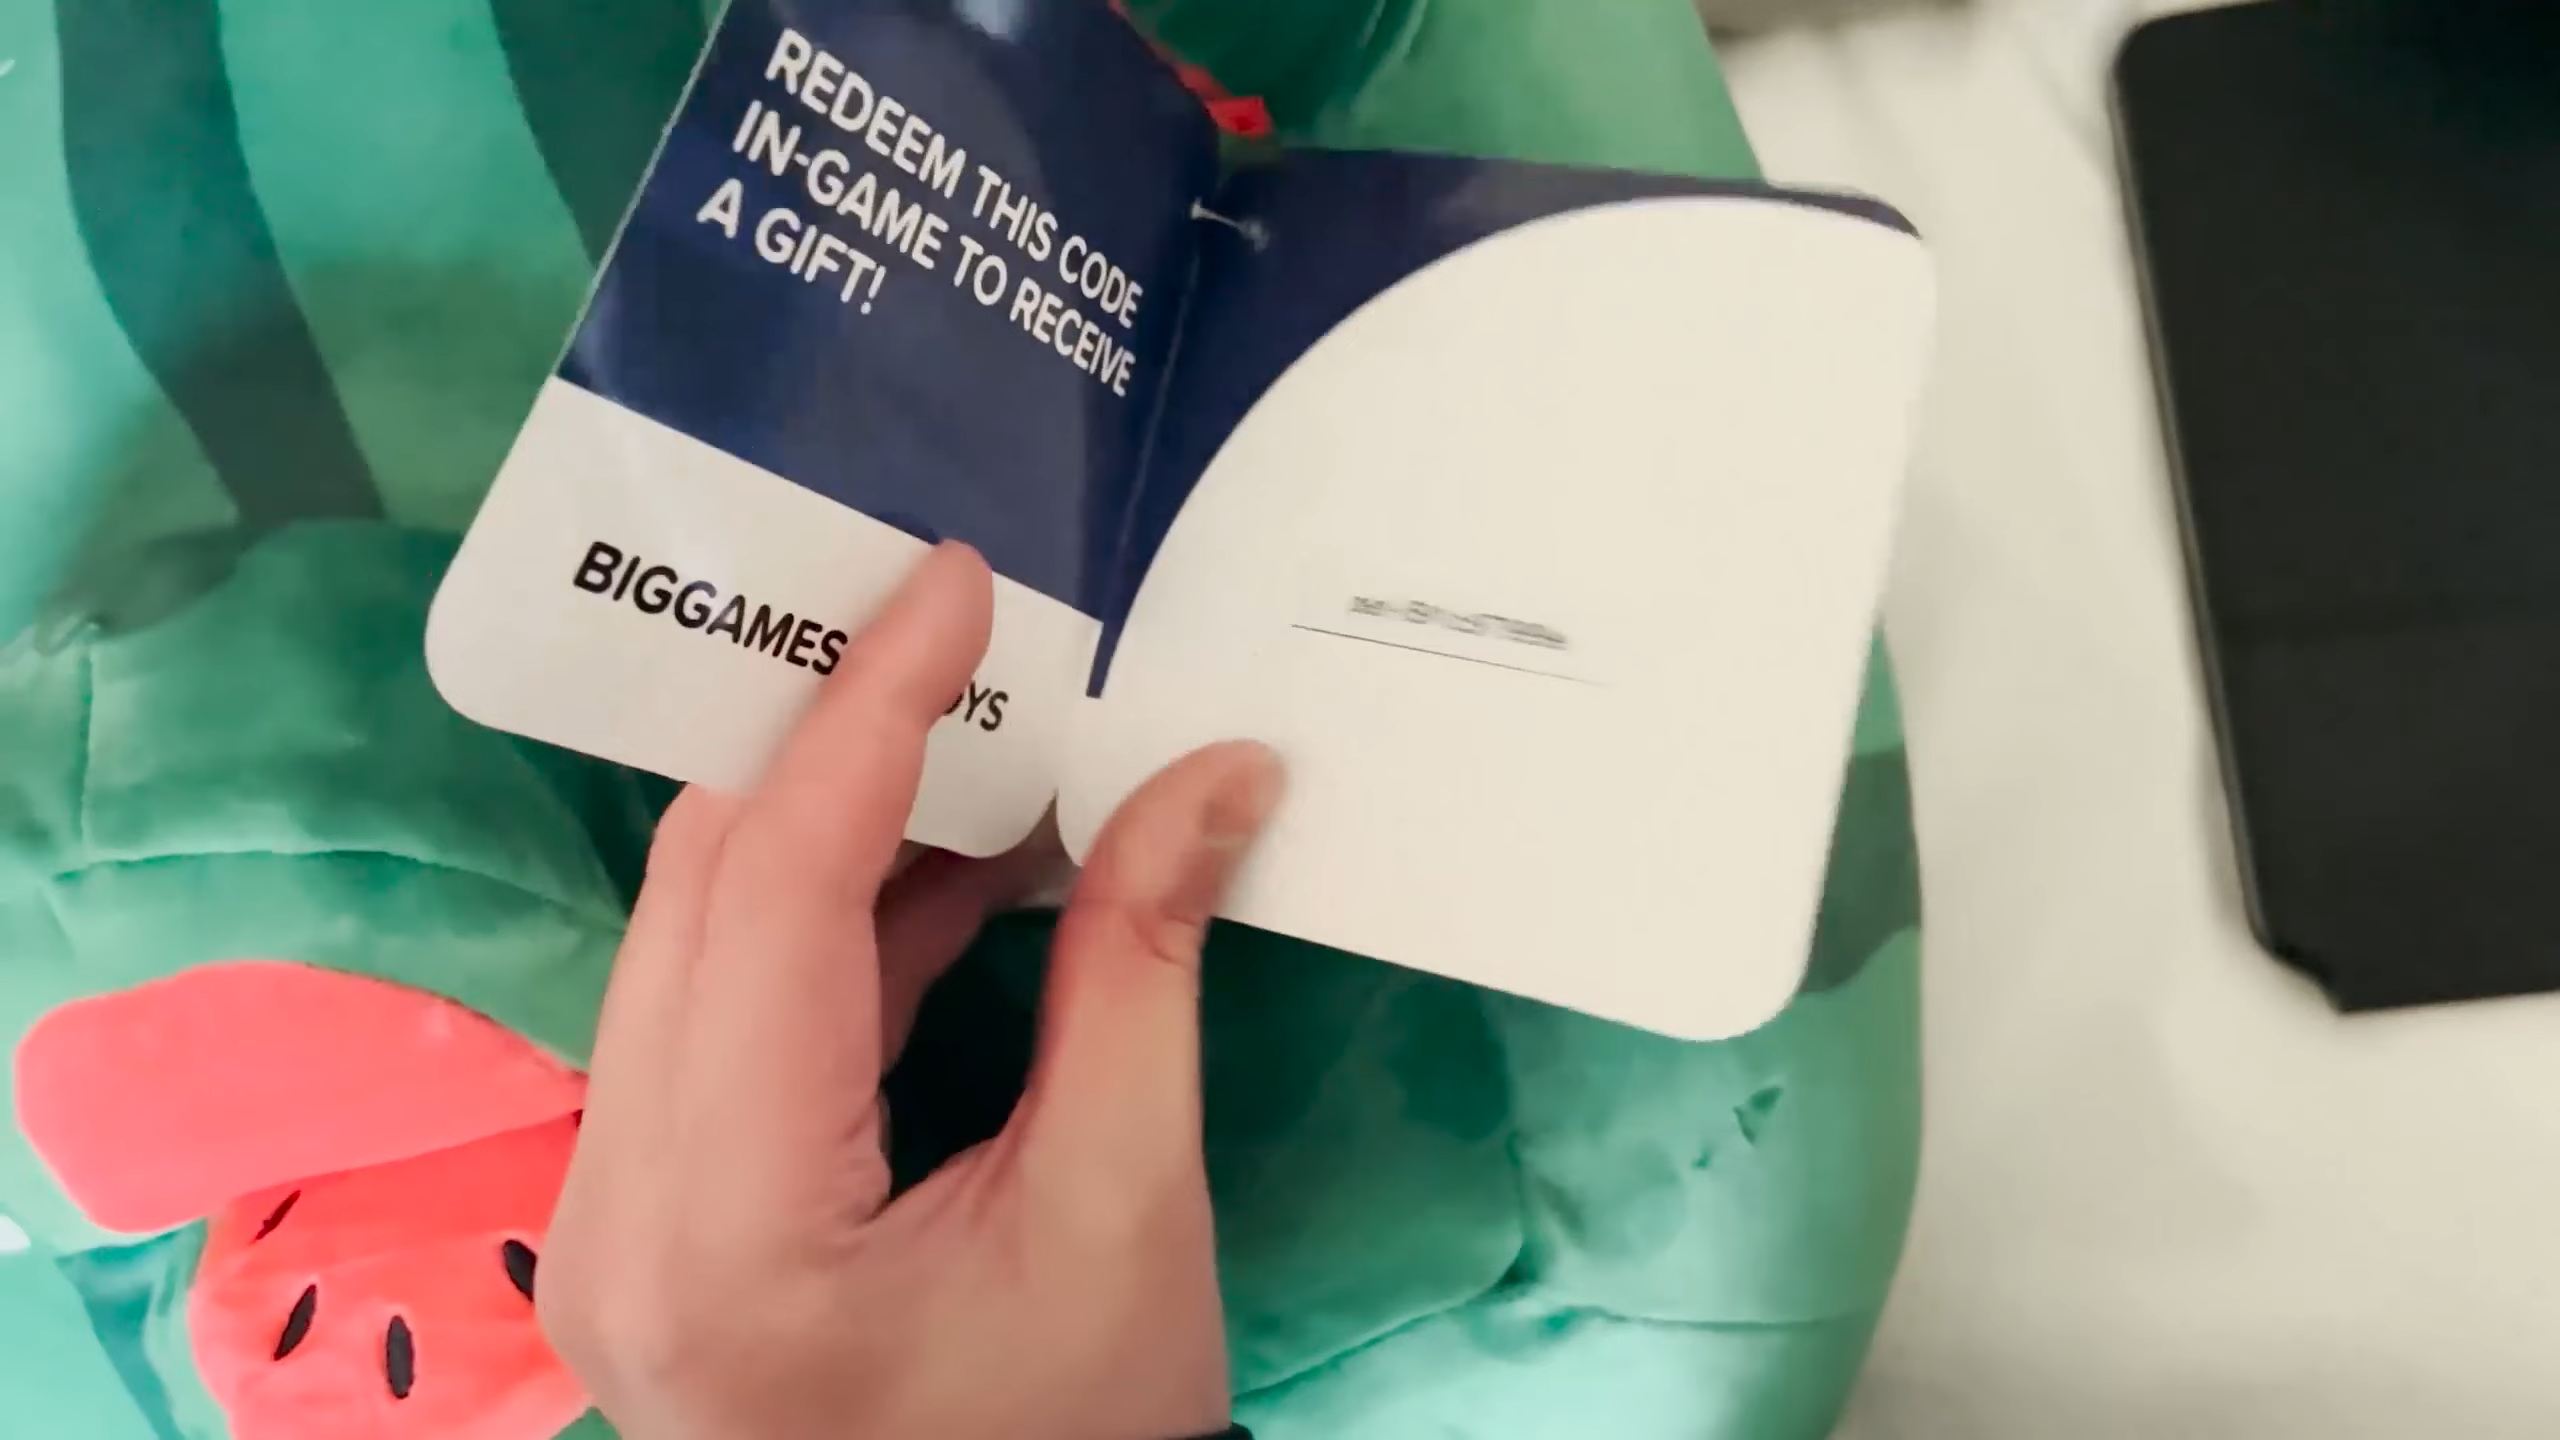 REDEEM THIS CODE
IN-GAME TO RECEIVE
A GIFT!
BIGGAMES